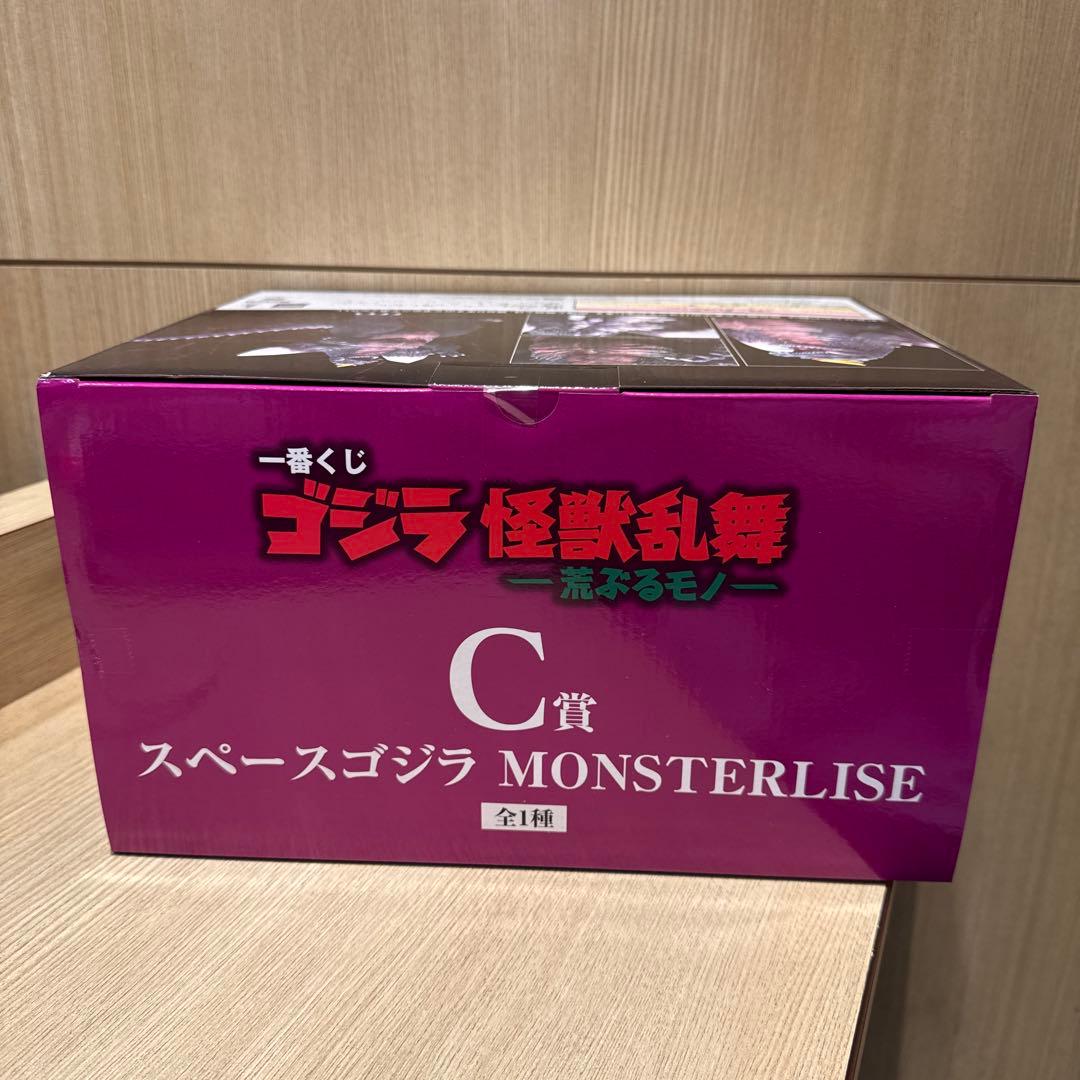 一番くじ
ゴジラ 怪獣乱舞
―荒ぶるモノ―
C賞
スペースゴジラ MONSTERLISE
全1種